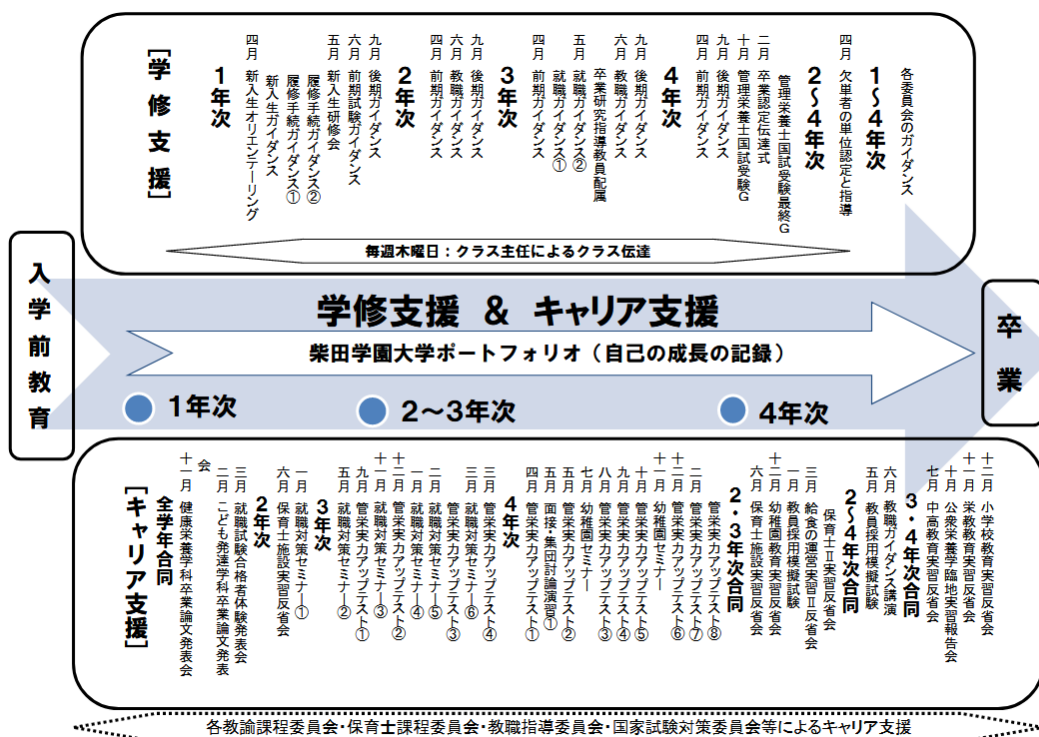 [学修支援]
1年次
四月 新入生オリエンテーリング
新入生ガイダンス
履修手続ガイダンス①
履修手続ガイダンス②
五月 新入生研修会
六月 前期試験ガイダンス
九月 後期ガイダンス
2年次
四月 前期ガイダンス
六月 教職ガイダンス
九月 後期ガイダンス
3年次
四月 前期ガイダンス
就職ガイダンス①
五月 就職ガイダンス②
卒業研究指導教員配属
六月 教職ガイダンス
九月 後期ガイダンス
4年次
四月 前期ガイダンス
九月 後期ガイダンス
十月 管理栄養士国試受験G
二月 卒業認定伝達式
管理栄養士国試受験最終G
2~4年次
四月 欠単者の単位認定と指導
1~4年次
各委員会のガイダンス
毎週木曜日:クラス主任によるクラス伝達
入学前教育
学修支援 & キャリア支援
柴田学園大学ポートフォリオ(自己の成長の記録)
1年次
2~3年次
4年次
卒業
[キャリア支援]
全学年合同
十一月 健康栄養学科卒業論文発表会
二月 こども発達学科卒業論文発表
会
三月 就職試験合格者体験発表会
2年次
六月 保育士施設実習反省会
一月 就職対策セミナー①
3年次
五月 就職対策セミナー②
九月 管栄実力アップテスト①
十一月 就職対策セミナー③
十二月 管栄実力アップテスト②
一月 就職対策セミナー④
二月 就職対策セミナー⑤
管栄実力アップテスト③
三月 就職対策セミナー⑥
三月 管栄実力アップテスト④
4年次
四月 管栄実力アップテスト①
五月 面接・集団討論演習①
五月 管栄実力アップテスト②
七月 幼稚園セミナー
八月 管栄実力アップテスト③
九月 管栄実力アップテスト④
十月 管栄実力アップテスト⑤
十一月 幼稚園セミナー
十二月 管栄実力アップテスト⑥
二月 管栄実力アップテスト⑦
管栄実力アップテスト⑧
2・3年次合同
六月 保育士施設実習反省会
十二月 幼稚園教育実習反省会
一月 教員採用模擬試験
三月 給食の運営実習Ⅱ反省会
保育士Ⅱ実習反省会
2~4年次合同
五月 教員採用模擬試験
六月 教職ガイダンス講演
3・4年次合同
七月 中高教育実習反省会
十月 公衆栄養学臨地実習報告会
十一月 栄教教育実習反省会
十二月 小学校教育実習反省会
各教諭課程委員会・保育士課程委員会・教職指導委員会・国家試験対策委員会等によるキャリア支援